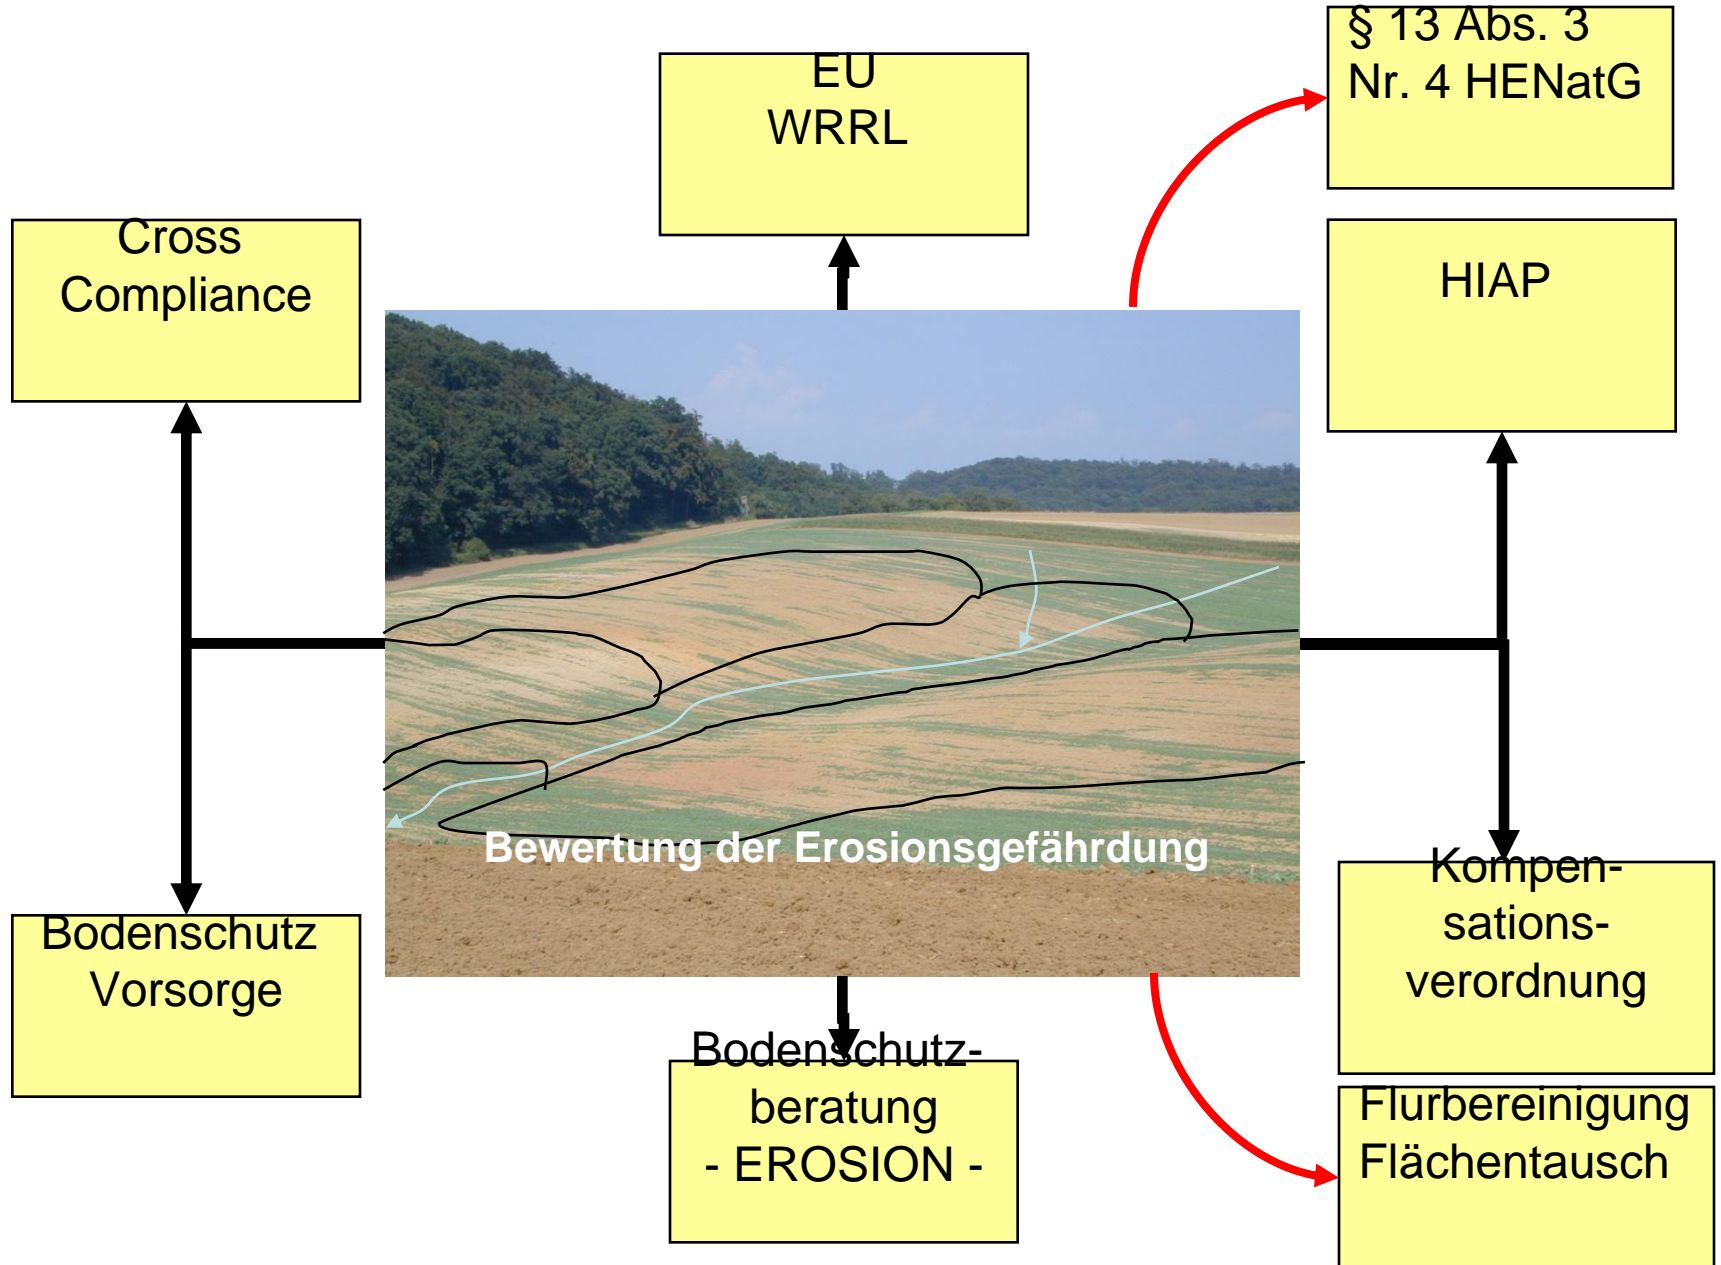 § 13 Abs. 3
Nr. 4 HENatG
EU
WRRL
Cross
Compliance
HIAP
Bewertung der Erosionsgefährdung
Kompen-
sations-
verordnung
Bodenschutz
Vorsorge
Bodenschutz-
beratung
- EROSION -
Flurbereinigung
Flächentausch